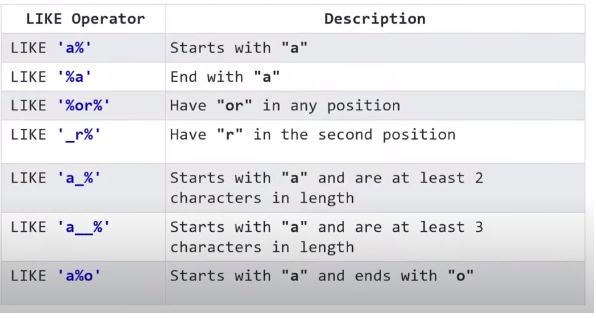 LIKE Operator Description
LIKE 'a%' Starts with "a"
LIKE '%a' End with "a"
LIKE '%or%' Have "or" in any position
LIKE '_r%' Have "r" in the second position
LIKE 'a_%' Starts with "a" and are at least 2
characters in length
LIKE 'a__%' Starts with "a" and are at least 3
characters in length
LIKE 'a%o' Starts with "a" and ends with "o"